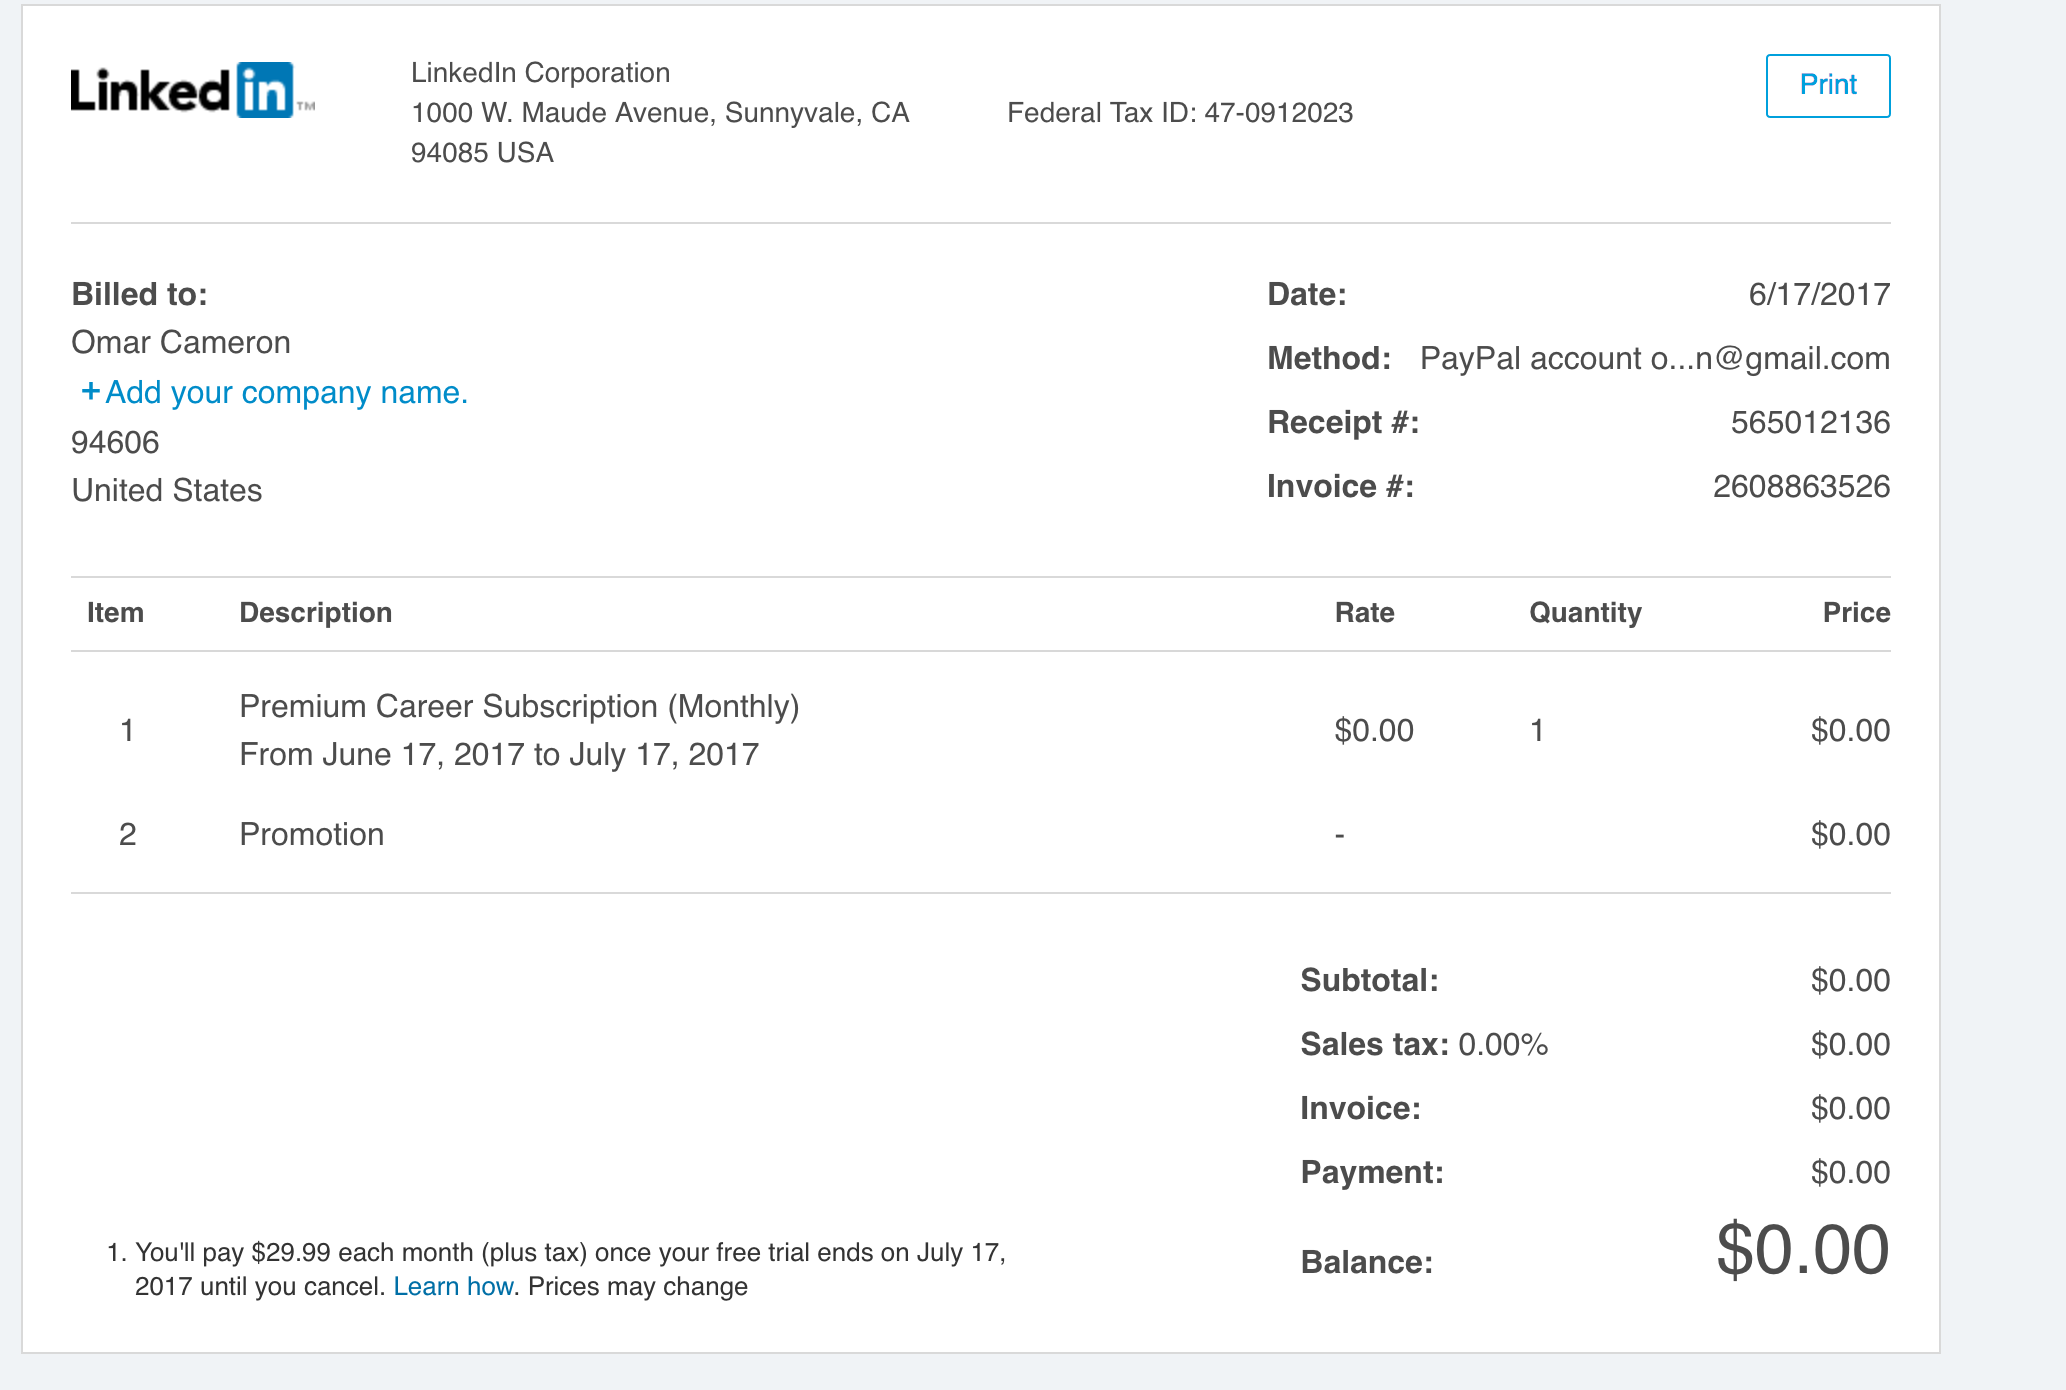 Linkedin TM
LinkedIn Corporation
1000 W. Maude Avenue, Sunnyvale, CA
94085 USA
Federal Tax ID: 47-0912023
Print
Billed to:
Omar Cameron
+Add your company name.
94606
United States
Date: 6/17/2017
Method: PayPal account o...n@gmail.com
Receipt #: 565012136
Invoice #: 2608863526
Item Description Rate Quantity Price
1 Premium Career Subscription (Monthly) $0.00 1 $0.00
From June 17, 2017 to July 17, 2017
2 Promotion - $0.00
Subtotal: $0.00
Sales tax: 0.00% $0.00
Invoice: $0.00
Payment: $0.00
Balance: $0.00
1. You'll pay $29.99 each month (plus tax) once your free trial ends on July 17,
2017 until you cancel. Learn how. Prices may change